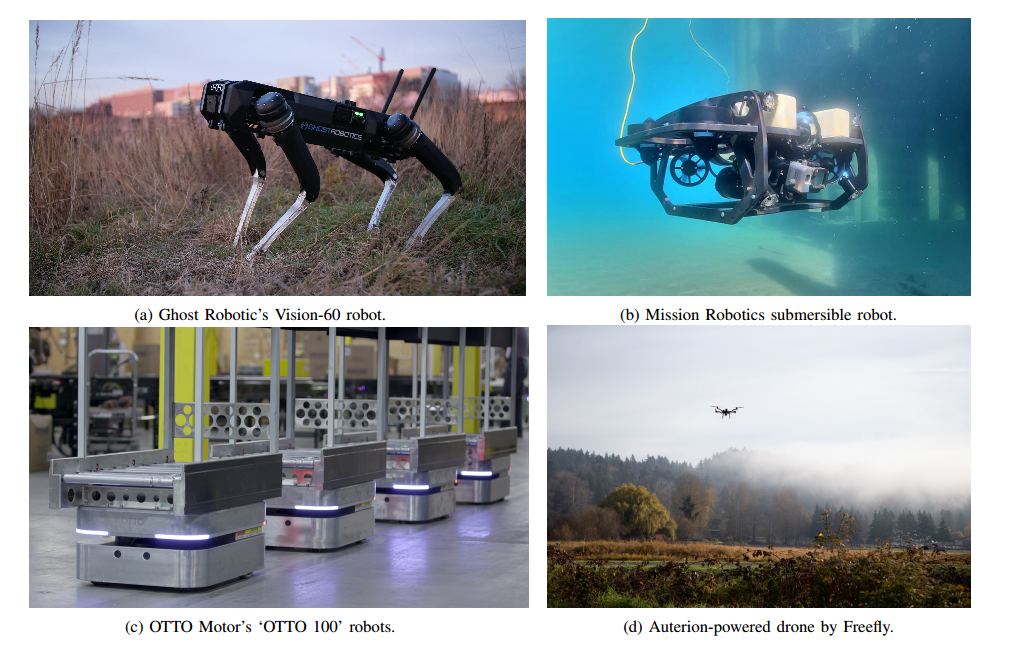 GHOST ROBOTICS
(a) Ghost Robotic's Vision-60 robot.
(b) Mission Robotics submersible robot.
OTTO
(c) OTTO Motor's ‘OTTO 100’ robots.
(d) Auterion-powered drone by Freefly.